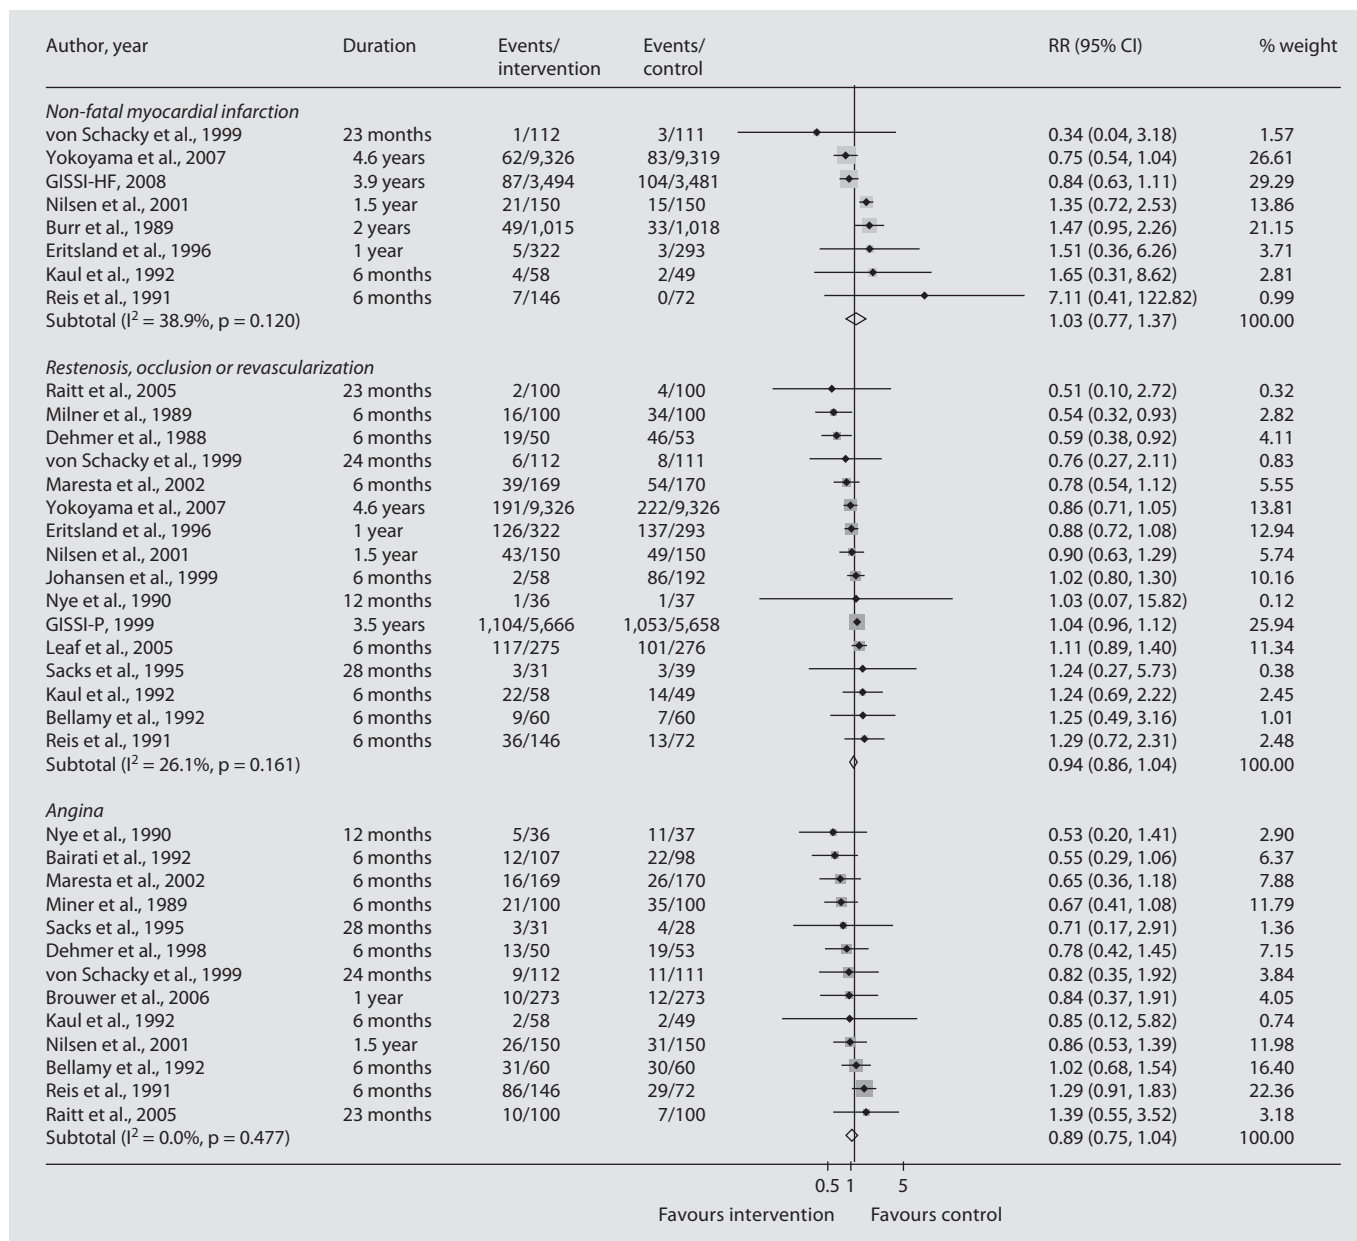 Author, year Duration Events/ intervention Events/ control RR (95% CI) % weight
Non-fatal myocardial infarction
von Schacky et al., 1999 23 months 1/112 3/111 0.34 (0.04, 3.18) 1.57
Yokoyama et al., 2007 4.6 years 62/9,326 83/9,319 0.75 (0.54, 1.04) 26.61
GISSI-HF, 2008 3.9 years 87/3,494 104/3,481 0.84 (0.63, 1.11) 29.29
Nilsen et al., 2001 1.5 year 21/150 15/150 1.35 (0.72, 2.53) 13.86
Burr et al., 1989 2 years 49/1,015 33/1,018 1.47 (0.95, 2.26) 21.15
Eritsland et al., 1996 1 year 5/322 3/293 1.51 (0.36, 6.26) 3.71
Kaul et al., 1992 6 months 4/58 2/49 1.65 (0.31, 8.62) 2.81
Reis et al., 1991 6 months 7/146 0/72 7.11 (0.41, 122.82) 0.99
Subtotal (I² = 38.9%, p = 0.120) 1.03 (0.77, 1.37) 100.00
Restenosis, occlusion or revascularization
Raitt et al., 2005 23 months 2/100 4/100 0.51 (0.10, 2.72) 0.32
Milner et al., 1989 6 months 16/100 34/100 0.54 (0.32, 0.93) 2.82
Dehmer et al., 1988 6 months 19/50 46/53 0.59 (0.38, 0.92) 4.11
von Schacky et al., 1999 24 months 6/112 8/111 0.76 (0.27, 2.11) 0.83
Maresta et al., 2002 6 months 39/169 54/170 0.78 (0.54, 1.12) 5.55
Yokoyama et al., 2007 4.6 years 191/9,326 222/9,326 0.86 (0.71, 1.05) 13.81
Eritsland et al., 1996 1 year 126/322 137/293 0.88 (0.72, 1.08) 12.94
Nilsen et al., 2001 1.5 year 43/150 49/150 0.90 (0.63, 1.29) 5.74
Johansen et al., 1999 6 months 2/58 86/192 1.02 (0.80, 1.30) 10.16
Nye et al., 1990 12 months 1/36 1/37 1.03 (0.07, 15.82) 0.12
GISSI-P, 1999 3.5 years 1,104/5,666 1,053/5,658 1.04 (0.96, 1.12) 25.94
Leaf et al., 2005 6 months 117/275 101/276 1.11 (0.89, 1.40) 11.34
Sacks et al., 1995 28 months 3/31 3/39 1.24 (0.27, 5.73) 0.38
Kaul et al., 1992 6 months 22/58 14/49 1.24 (0.69, 2.22) 2.45
Bellamy et al., 1992 6 months 9/60 7/60 1.25 (0.49, 3.16) 1.01
Reis et al., 1991 6 months 36/146 13/72 1.29 (0.72, 2.31) 2.48
Subtotal (I² = 26.1%, p = 0.161) 0.94 (0.86, 1.04) 100.00
Angina
Nye et al., 1990 12 months 5/36 11/37 0.53 (0.20, 1.41) 2.90
Bairati et al., 1992 6 months 12/107 22/98 0.55 (0.29, 1.06) 6.37
Maresta et al., 2002 6 months 16/169 26/170 0.65 (0.36, 1.18) 7.88
Miner et al., 1989 6 months 21/100 35/100 0.67 (0.41, 1.08) 11.79
Sacks et al., 1995 28 months 3/31 4/28 0.71 (0.17, 2.91) 1.36
Dehmer et al., 1998 6 months 13/50 19/53 0.78 (0.42, 1.45) 7.15
von Schacky et al., 1999 24 months 9/112 11/111 0.82 (0.35, 1.92) 3.84
Brouwer et al., 2006 1 year 10/273 12/273 0.84 (0.37, 1.91) 4.05
Kaul et al., 1992 6 months 2/58 2/49 0.85 (0.12, 5.82) 0.74
Nilsen et al., 2001 1.5 year 26/150 31/150 0.86 (0.53, 1.39) 11.98
Bellamy et al., 1992 6 months 31/60 30/60 1.02 (0.68, 1.54) 16.40
Reis et al., 1991 6 months 86/146 29/72 1.29 (0.91, 1.83) 22.36
Raitt et al., 2005 23 months 10/100 7/100 1.39 (0.55, 3.52) 3.18
Subtotal (I² = 0.0%, p = 0.477) 0.89 (0.75, 1.04) 100.00
0.5 1 5
Favours intervention Favours control